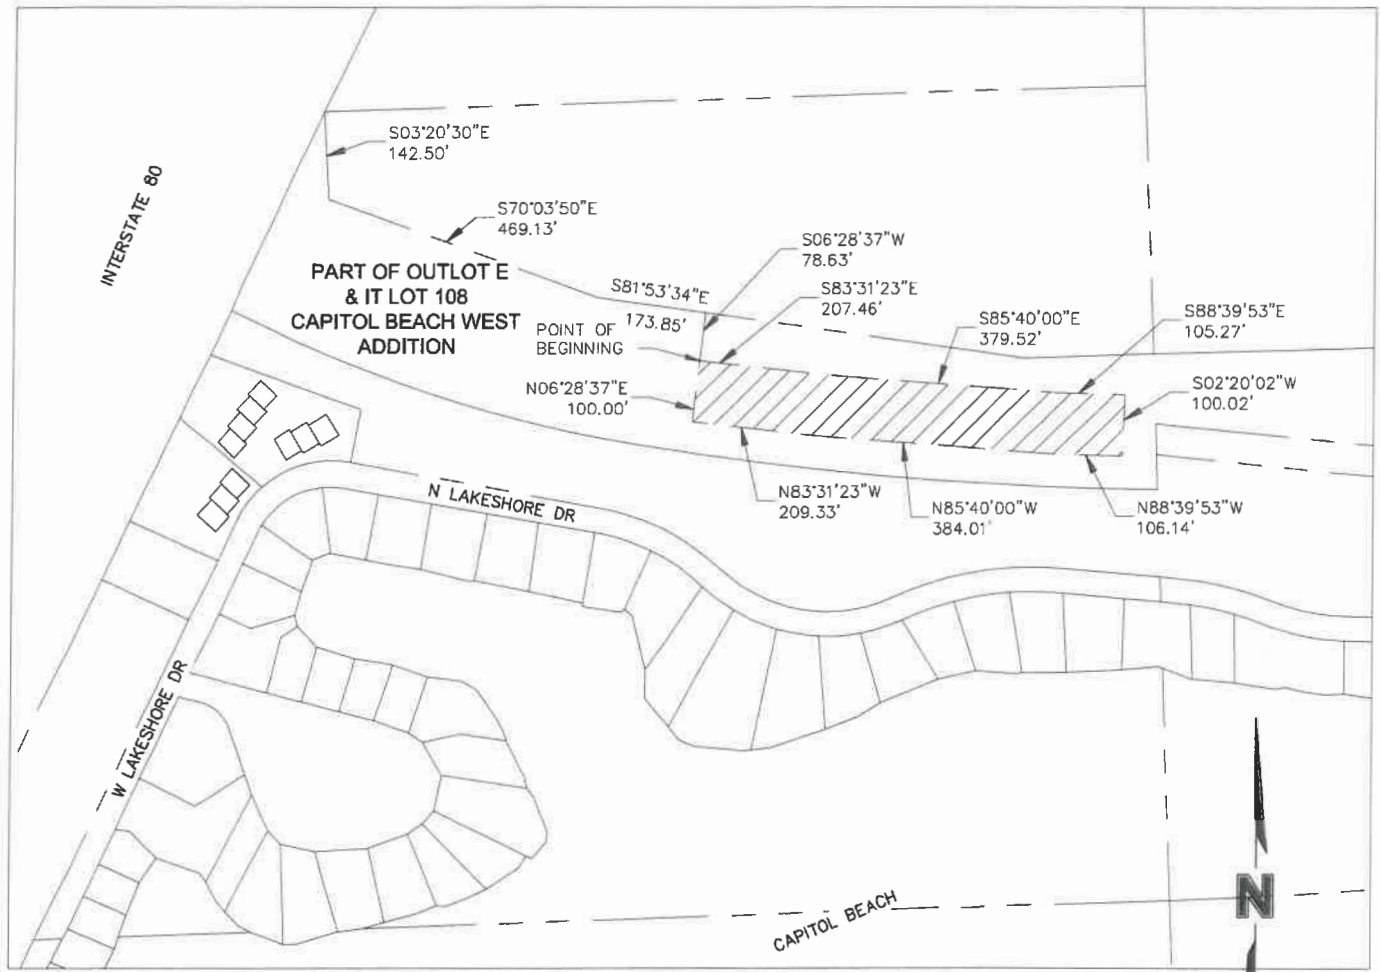 S03°20'30"E
142.50'
INTERSTATE 80
S70°03'50"E
469.13'
PART OF OUTLOT E
& IT LOT 108
CAPITOL BEACH WEST
ADDITION
S06°28'37"W
78.63'
S81°53'34"E
173.85'
S83°31'23"E
207.46'
POINT OF
BEGINNING
S85°40'00"E
379.52'
S88°39'53"E
105.27'
N06°28'37"E
100.00'
S02°20'02"W
100.02'
N83°31'23"W
209.33'
N85°40'00"W
384.01'
N88°39'53"W
106.14'
N LAKESHORE DR
W LAKESHORE DR
CAPITOL BEACH
N